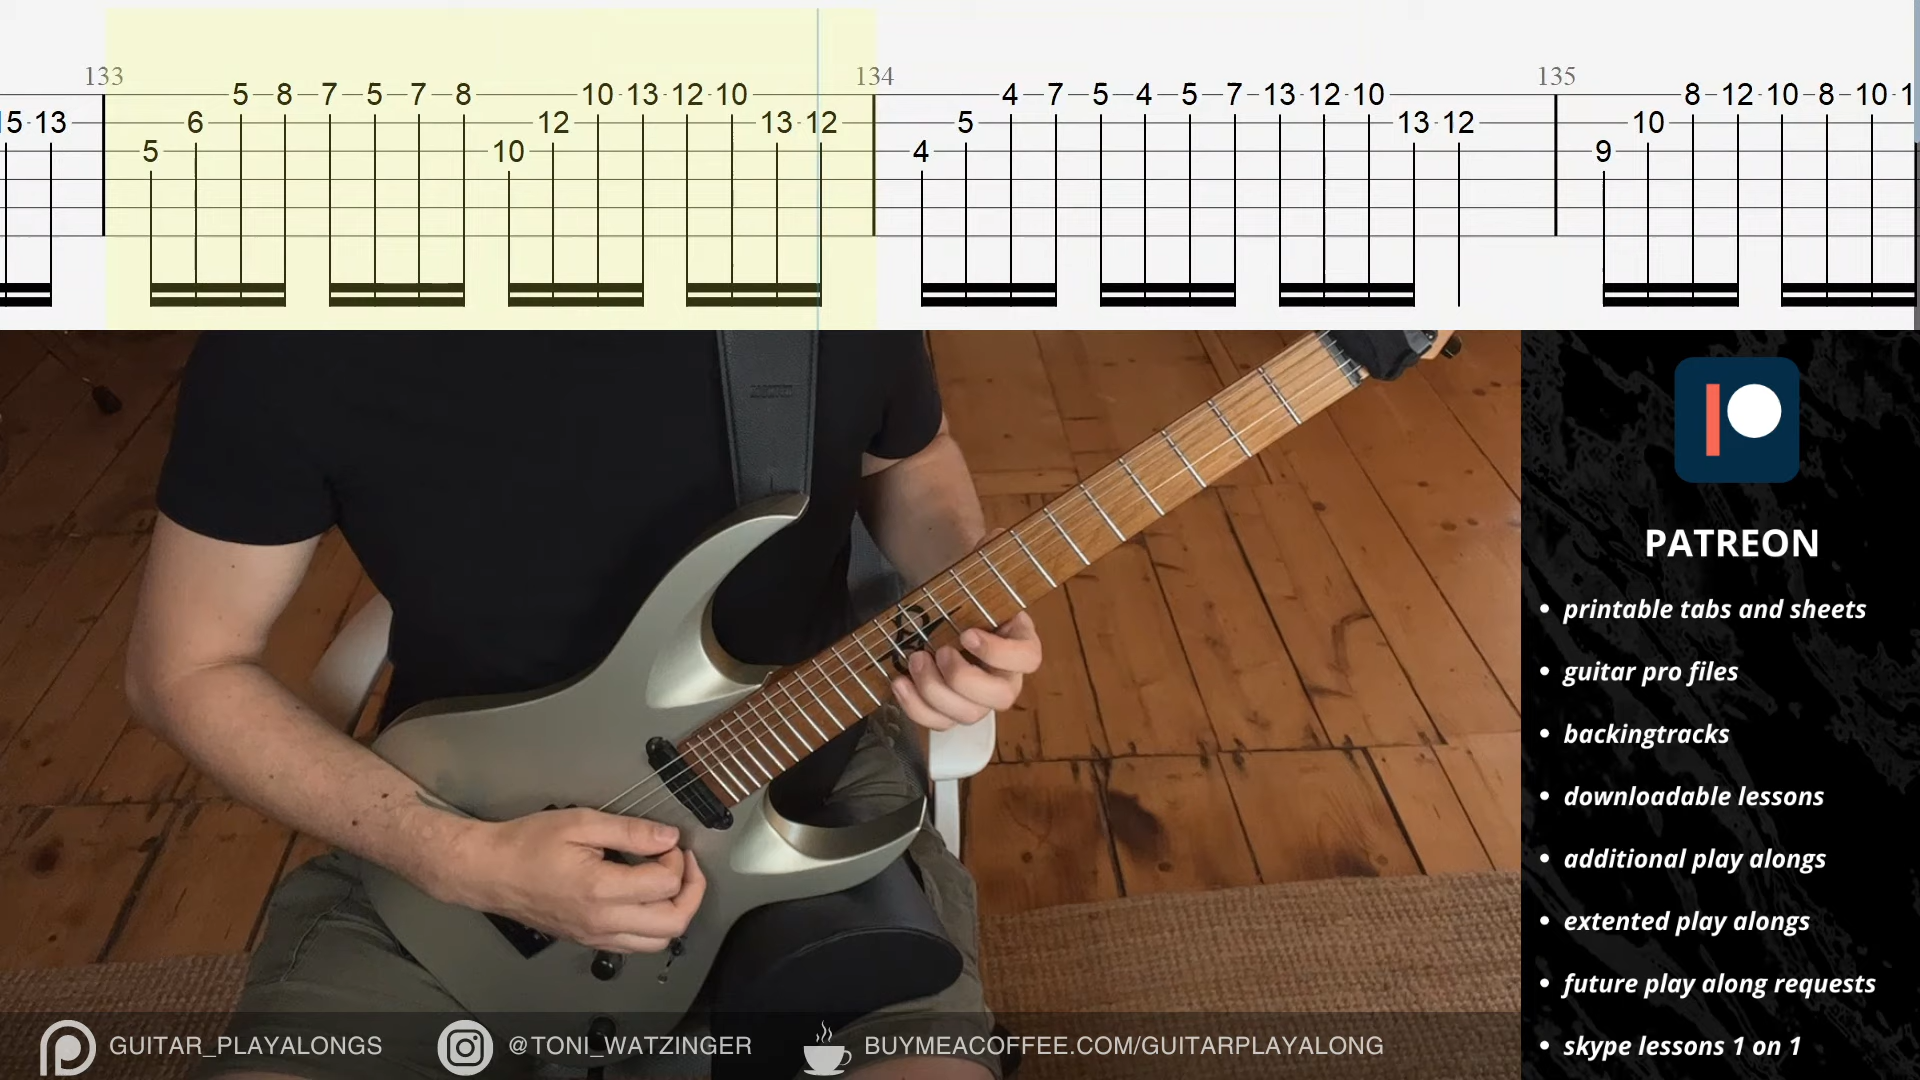 133 134 135
5 8 7 5 7 8 10 13 12 10 4 7 5 4 5 7 13 12 10 8 12 10 8 10 1
5 13 6 12 13 12 5 13 12 10
5 10 4 9
PATREON
• printable tabs and sheets
• guitar pro files
• backingtracks
• downloadable lessons
• additional play alongs
• extented play alongs
• future play along requests
• skype lessons 1 on 1
GUITAR_PLAYALONGS @TONI_WATZINGER BUYMEACOFFEE.COM/GUITARPLAYALONG